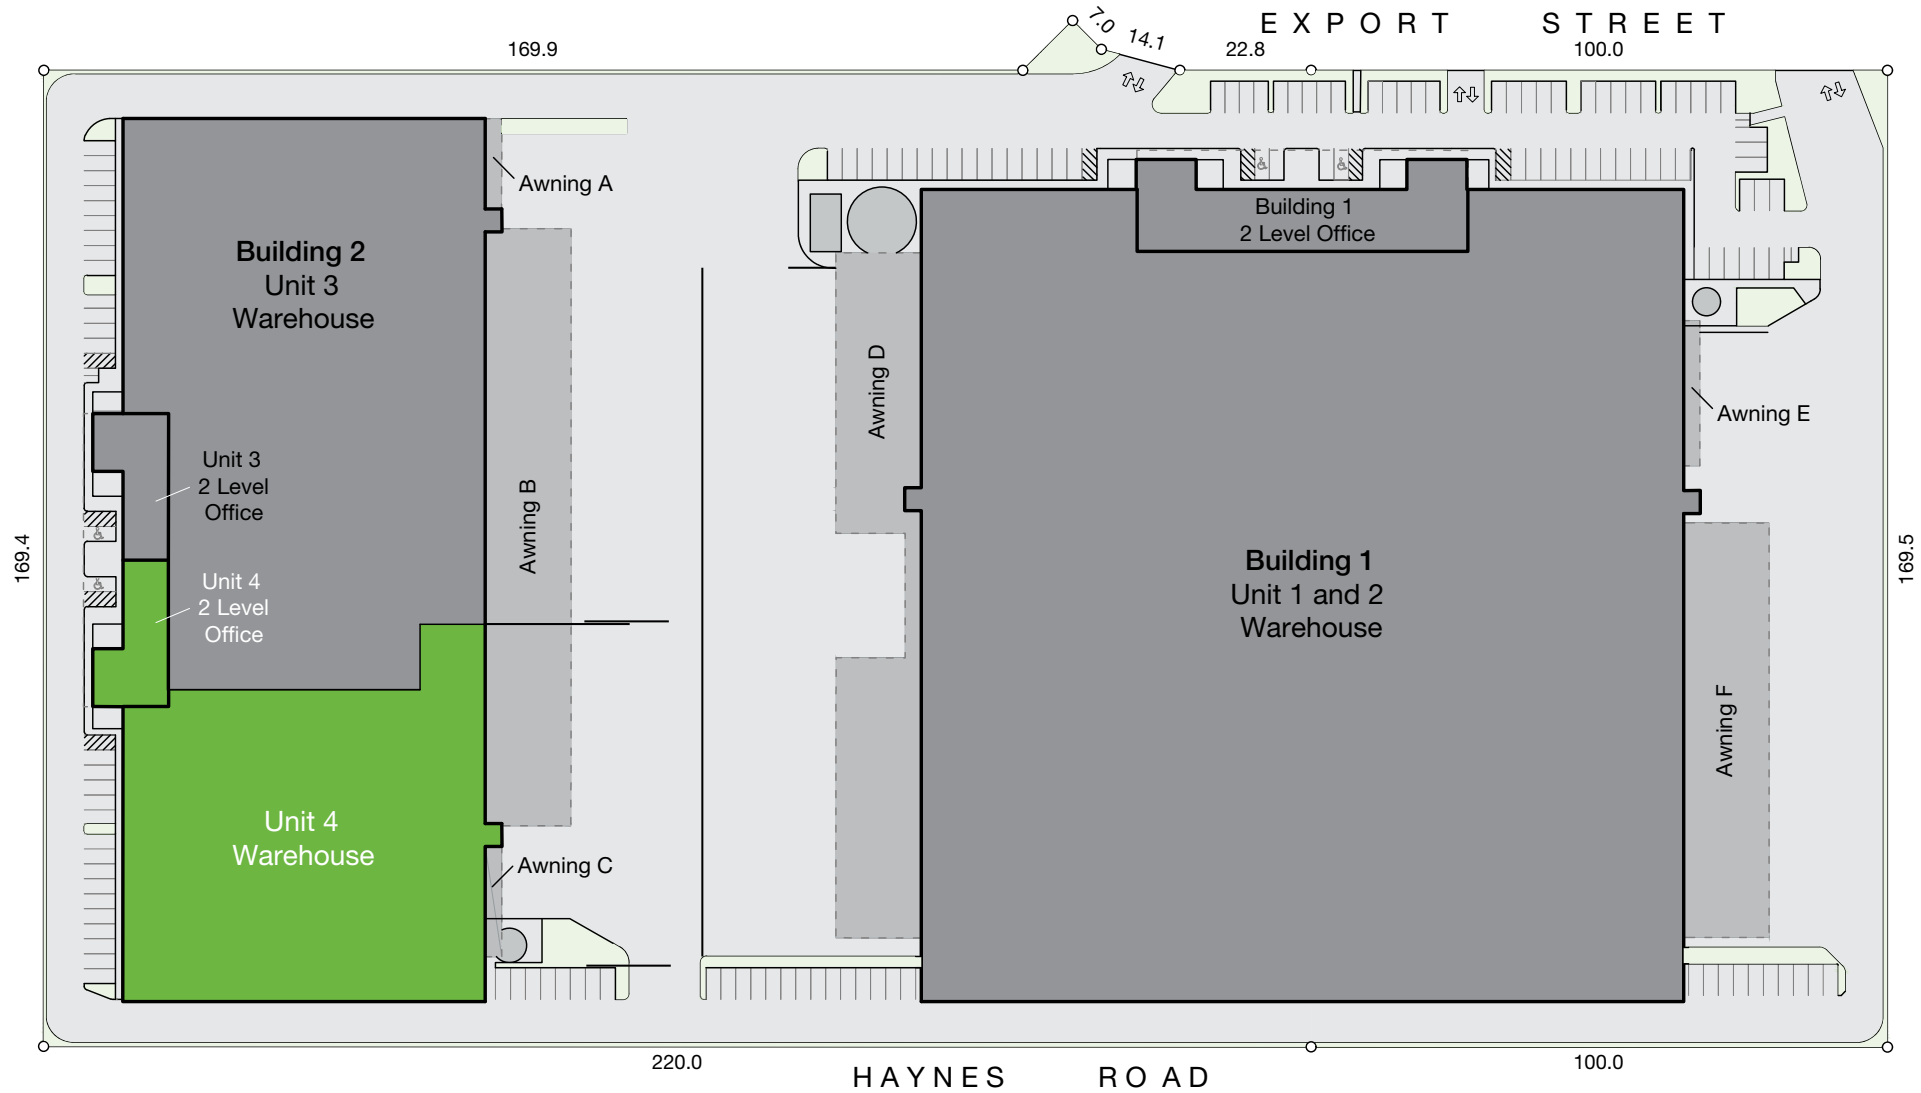 EXPORT STREET
169.9
7.0
14.1
22.8
100.0
Awning A
Building 2
Unit 3
Warehouse
Building 1
2 Level Office
Awning D
Awning E
Unit 3
2 Level
Office
Awning B
169.4
169.5
Unit 4
2 Level
Office
Building 1
Unit 1 and 2
Warehouse
Awning F
Unit 4
Warehouse
Awning C
220.0
100.0
HAYNES ROAD